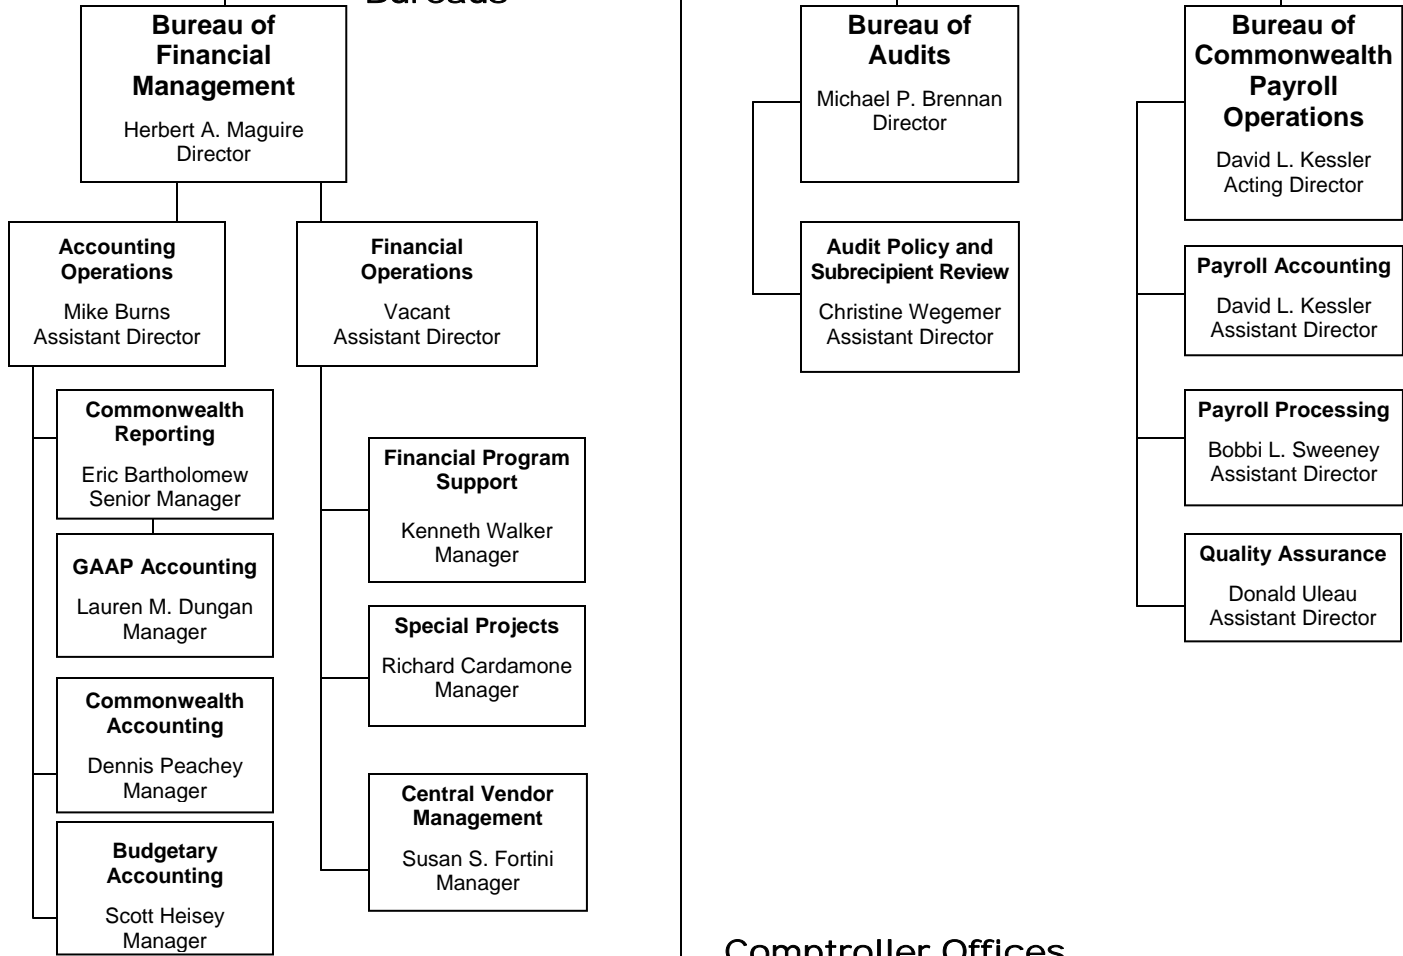 Bureaus
Bureau of
Financial
Management
Herbert A. Maguire
Director
Accounting
Operations
Mike Burns
Assistant Director
Financial
Operations
Vacant
Assistant Director
Commonwealth
Reporting
Eric Bartholomew
Senior Manager
GAAP Accounting
Lauren M. Dungan
Manager
Commonwealth
Accounting
Dennis Peachey
Manager
Budgetary
Accounting
Scott Heisey
Manager
Financial Program
Support
Kenneth Walker
Manager
Special Projects
Richard Cardamone
Manager
Central Vendor
Management
Susan S. Fortini
Manager
Bureau of
Audits
Michael P. Brennan
Director
Audit Policy and
Subrecipient Review
Christine Wegemer
Assistant Director
Bureau of
Commonwealth
Payroll
Operations
David L. Kessler
Acting Director
Payroll Accounting
David L. Kessler
Assistant Director
Payroll Processing
Bobbi L. Sweeney
Assistant Director
Quality Assurance
Donald Uleau
Assistant Director
Comptroller Offices